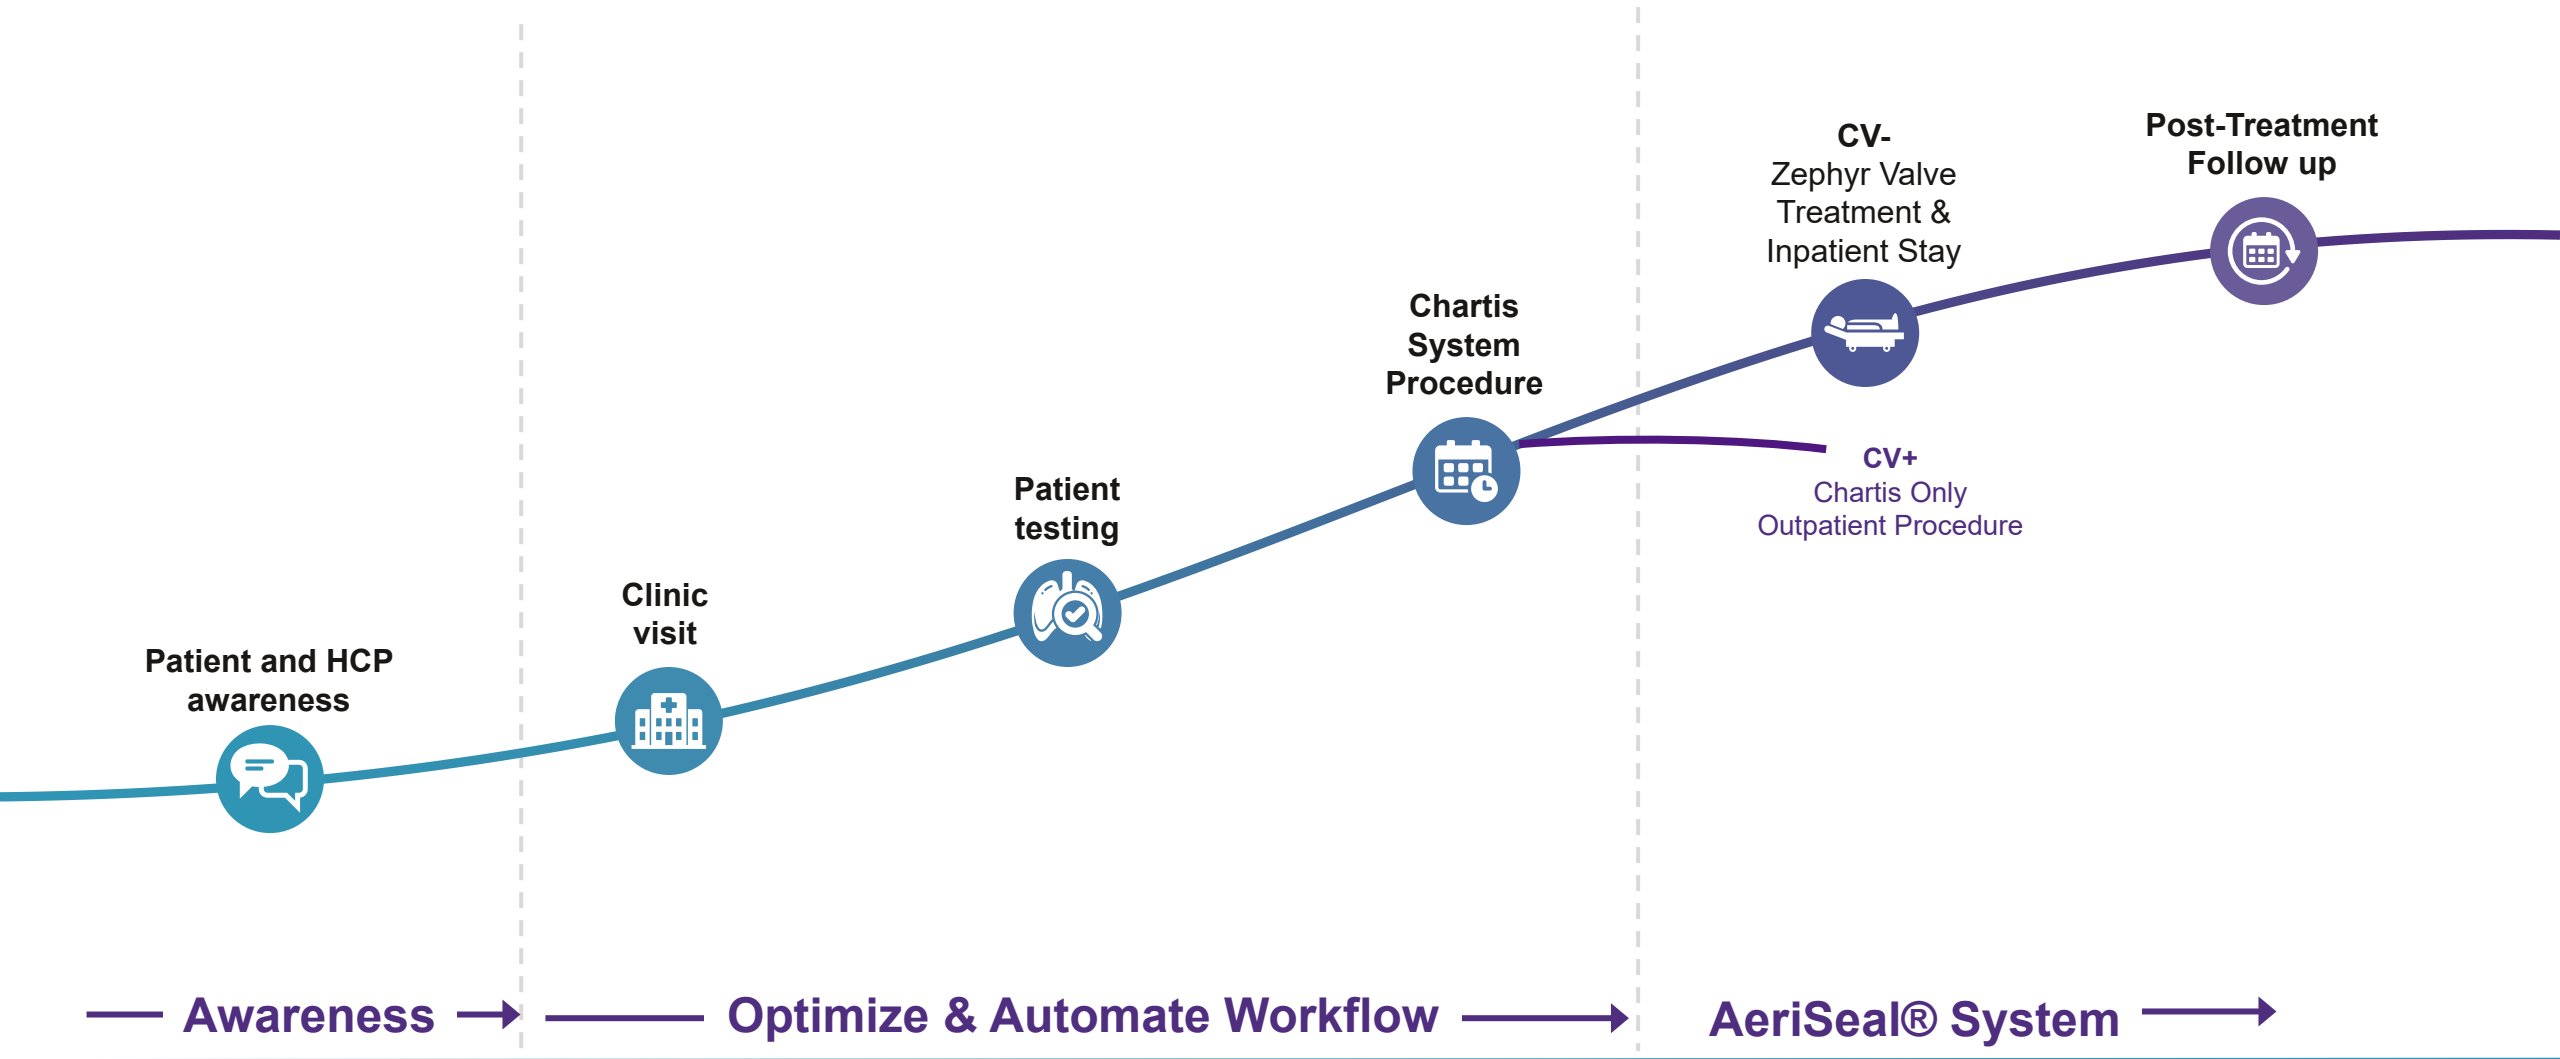 Patient and HCP
awareness
Clinic
visit
Patient
testing
Chartis
System
Procedure
CV-
Zephyr Valve
Treatment &
Inpatient Stay
CV+
Chartis Only
Outpatient Procedure
Post-Treatment
Follow up
Awareness
Optimize & Automate Workflow
AeriSeal® System